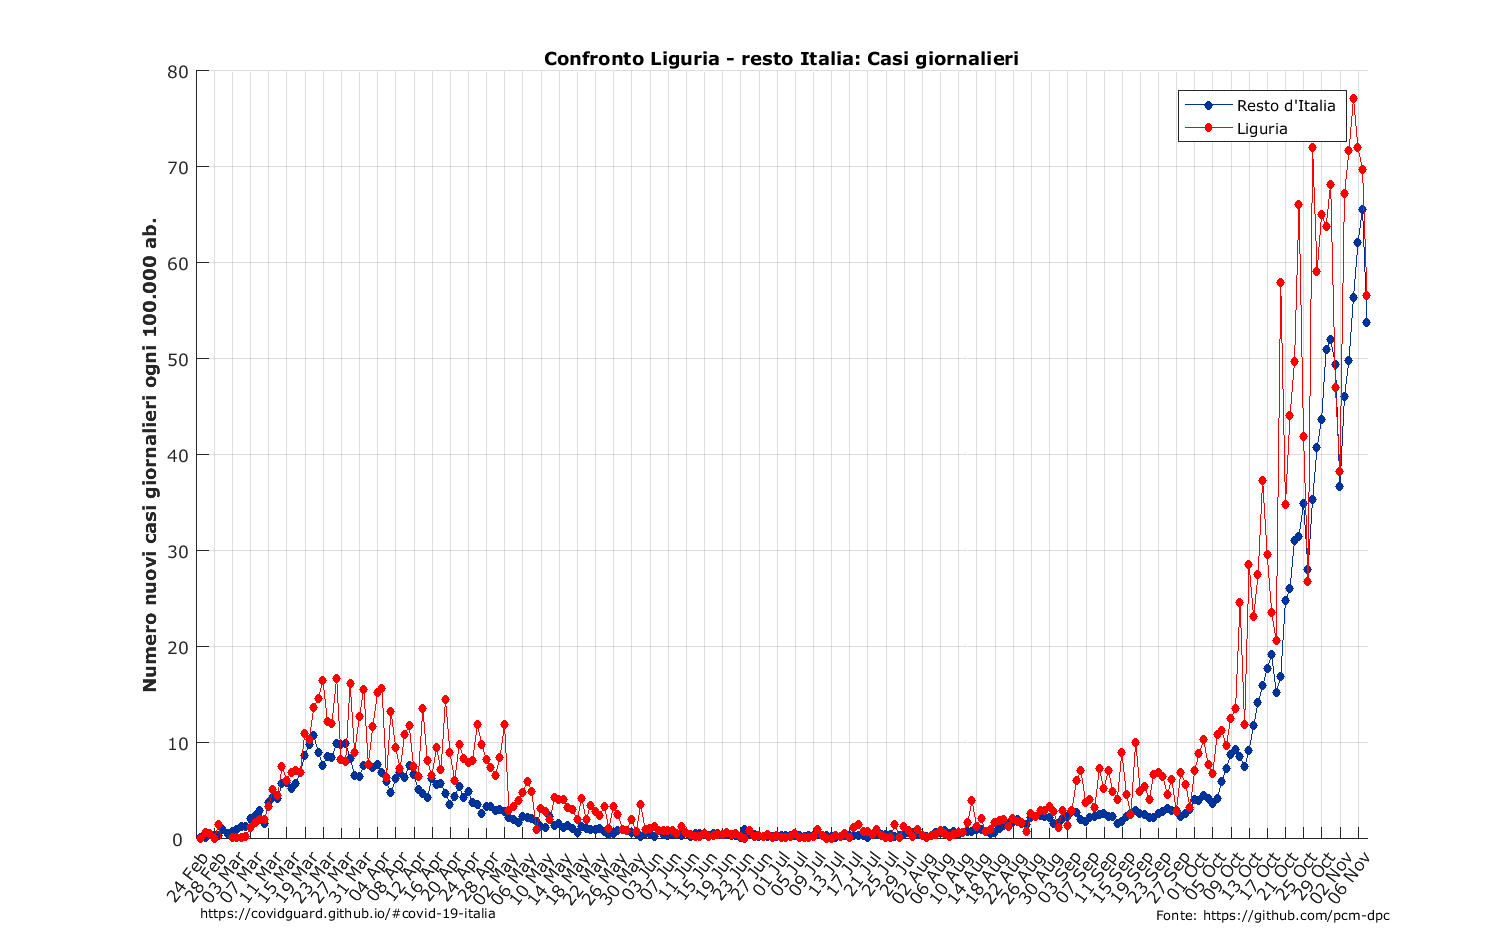 Confronto Liguria - resto Italia: Casi giornalieri
Numero nuovi casi giornalieri ogni 100.000 ab.
80
70
60
50
40
30
20
10
0
Resto d'Italia
Liguria
24 Feb
28 Feb
03 Mar
07 Mar
11 Mar
15 Mar
19 Mar
23 Mar
27 Mar
31 Mar
04 Apr
08 Apr
12 Apr
16 Apr
20 Apr
24 Apr
28 Apr
02 May
06 May
10 May
14 May
18 May
22 May
26 May
30 May
03 Jun
07 Jun
11 Jun
15 Jun
19 Jun
23 Jun
27 Jun
01 Jul
05 Jul
09 Jul
13 Jul
17 Jul
21 Jul
25 Jul
29 Jul
02 Aug
06 Aug
10 Aug
14 Aug
18 Aug
22 Aug
26 Aug
30 Aug
03 Sep
07 Sep
11 Sep
15 Sep
19 Sep
23 Sep
27 Sep
01 Oct
05 Oct
09 Oct
13 Oct
17 Oct
21 Oct
25 Oct
29 Oct
02 Nov
06 Nov
https://covidguard.github.io/#covid-19-italia
Fonte: https://github.com/pcm-dpc